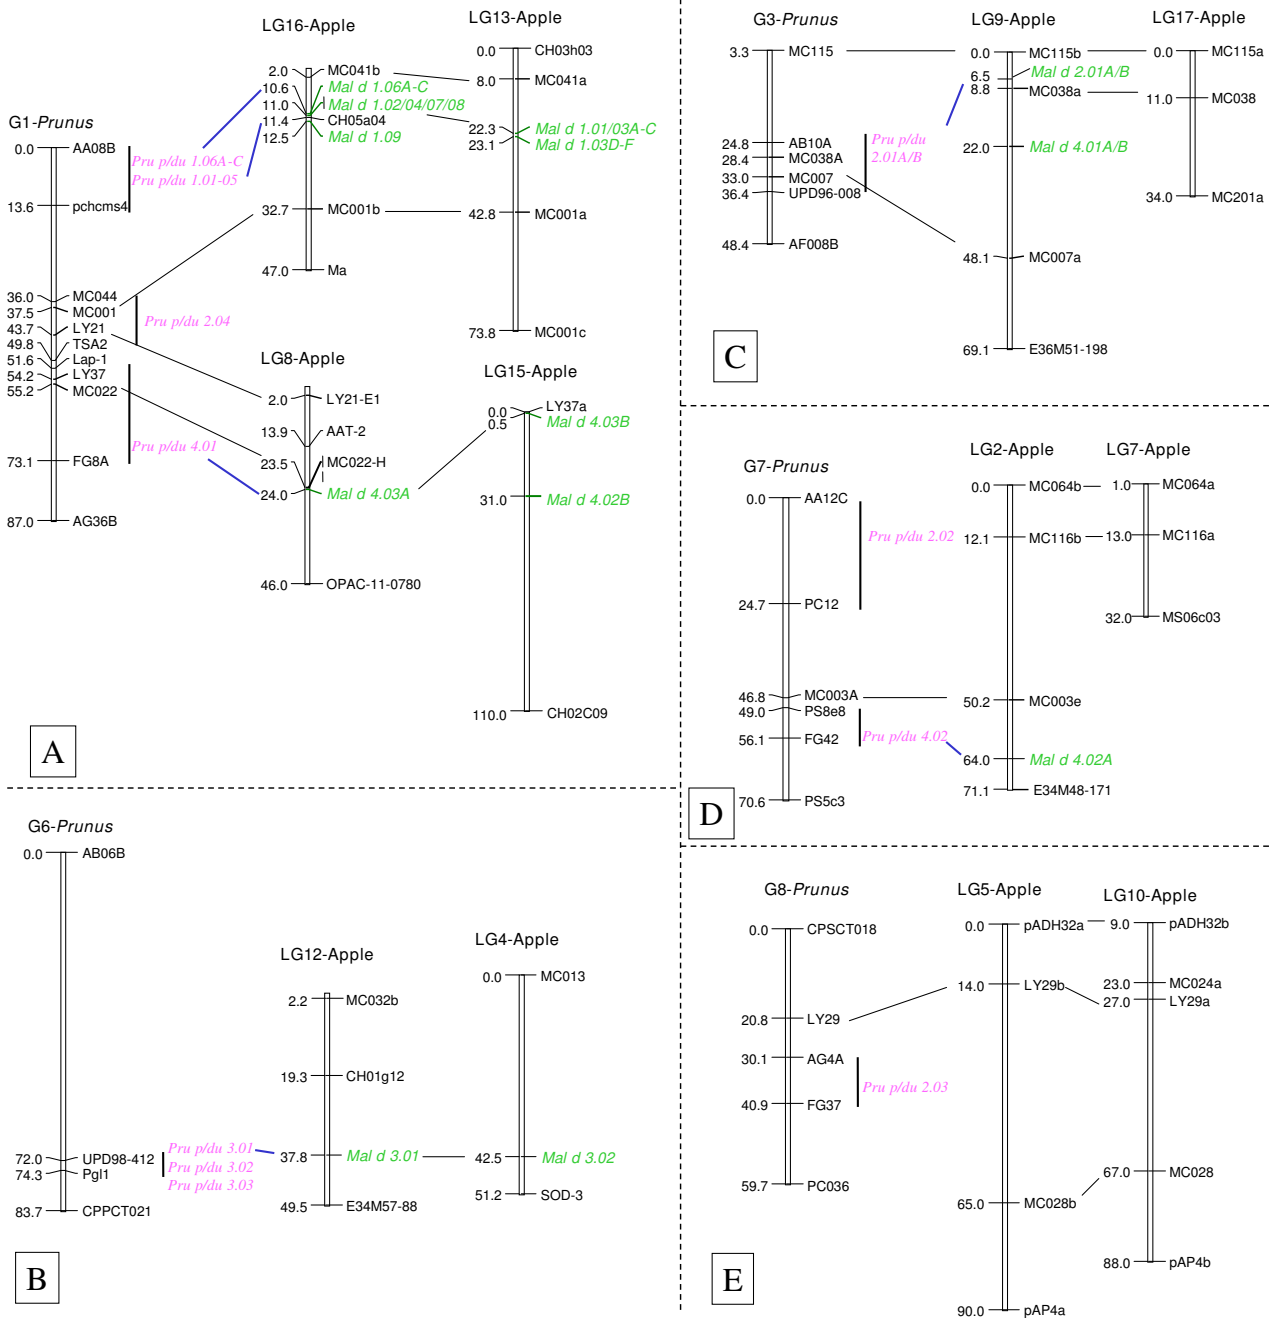 G1-Prunus
0.0 AA08B
13.6 pchcms4
36.0 MC044
37.5 MC001
43.7 LY21
49.8 TSA2
51.6 Lap-1
54.2 LY37
55.2 MC022
73.1 FG8A
87.0 AG36B
Pru p/du 1.06A-C
Pru p/du 1.01-05
Pru p/du 2.04
Pru p/du 4.01
LG16-Apple
2.0 MC041b
10.6 Mal d 1.06A-C
11.0 Mal d 1.02/04/07/08
11.4 CH05a04
12.5 Mal d 1.09
32.7 MC001b
47.0 Ma
LG13-Apple
0.0 CH03h03
8.0 MC041a
22.3 Mal d 1.01/03A-C
23.1 Mal d 1.03D-F
42.8 MC001a
73.8 MC001c
LG8-Apple
2.0 LY21-E1
13.9 AAT-2
23.5 MC022-H
24.0 Mal d 4.03A
46.0 OPAC-11-0780
LG15-Apple
0.0 LY37a
0.5 Mal d 4.03B
31.0 Mal d 4.02B
110.0 CH02C09
A
G6-Prunus
0.0 AB06B
72.0 UPD98-412
74.3 Pgl1
83.7 CPPCT021
Pru p/du 3.01
Pru p/du 3.02
Pru p/du 3.03
LG12-Apple
2.2 MC032b
19.3 CH01g12
37.8 Mal d 3.01
49.5 E34M57-88
LG4-Apple
0.0 MC013
42.5 Mal d 3.02
51.2 SOD-3
B
G3-Prunus
3.3 MC115
24.8 AB10A
28.4 MC038A
33.0 MC007
36.4 UPD96-008
48.4 AF008B
Pru p/du
2.01A/B
LG9-Apple
0.0 MC115b
6.5 Mal d 2.01A/B
8.8 MC038a
22.0 Mal d 4.01A/B
48.1 MC007a
69.1 E36M51-198
LG17-Apple
0.0 MC115a
11.0 MC038
34.0 MC201a
C
G7-Prunus
0.0 AA12C
24.7 PC12
46.8 MC003A
49.0 PS8e8
56.1 FG42
70.6 PS5c3
Pru p/du 2.02
Pru p/du 4.02
LG2-Apple
0.0 MC064b
12.1 MC116b
50.2 MC003e
64.0 Mal d 4.02A
71.1 E34M48-171
LG7-Apple
1.0 MC064a
13.0 MC116a
32.0 MS06c03
D
G8-Prunus
0.0 CPSCT018
20.8 LY29
30.1 AG4A
40.9 FG37
59.7 PC036
Pru p/du 2.03
LG5-Apple
0.0 pADH32a
14.0 LY29b
65.0 MC028b
90.0 pAP4a
LG10-Apple
9.0 pADH32b
23.0 MC024a
27.0 LY29a
67.0 MC028
88.0 pAP4b
E